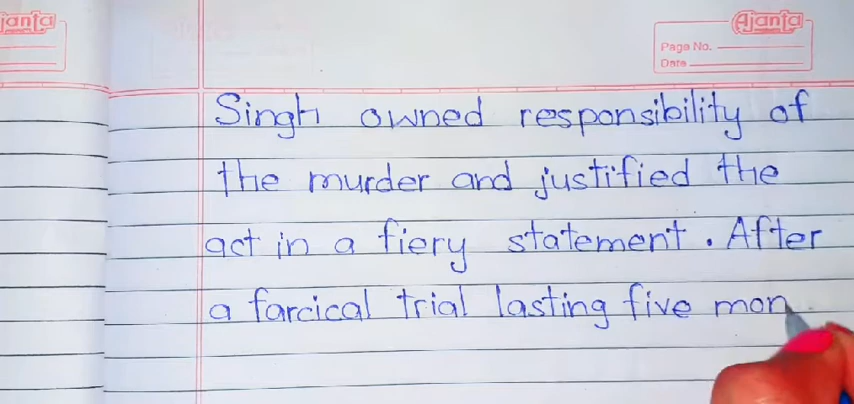 janta
Ajanta
Page No.
Date
Singh owned responsibility of
the murder and justified the
act in a fiery statement. After
a farcical trial lasting five mon